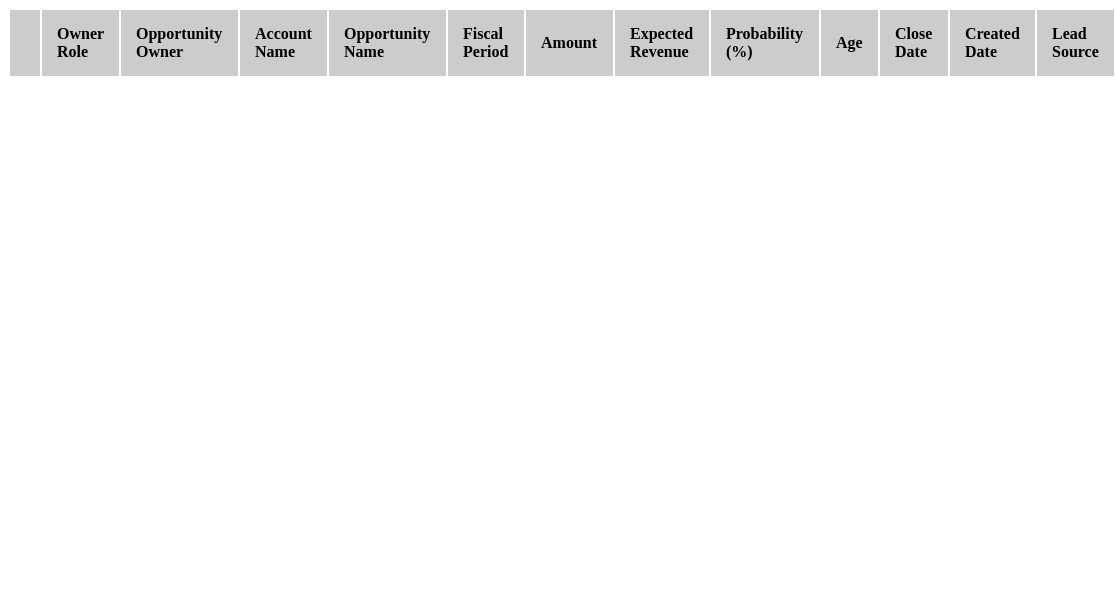 Owner Role
Opportunity Owner
Account Name
Opportunity Name
Fiscal Period
Amount
Expected Revenue
Probability (%)
Age
Close Date
Created Date
Lead Source